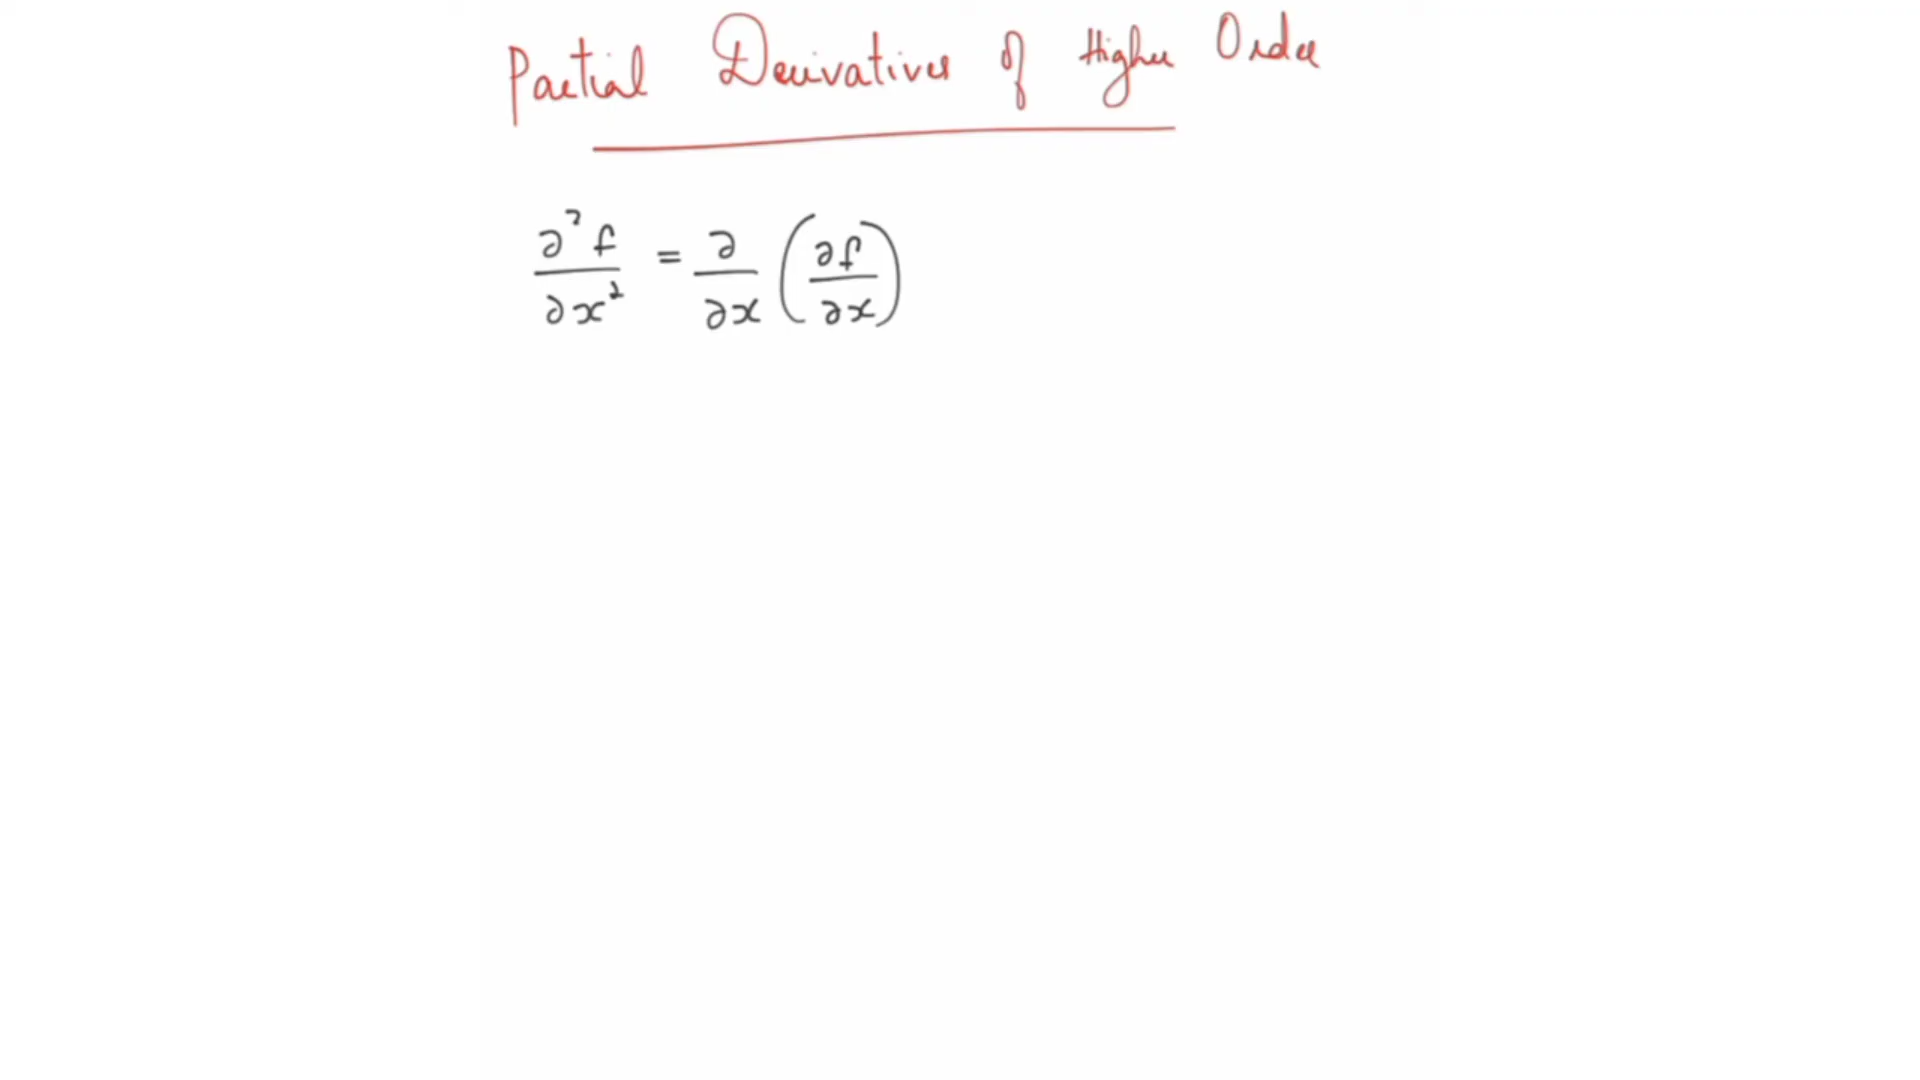 Partial Derivatives of Higher Order
∂²f/∂x² = ∂/∂x (∂f/∂x)